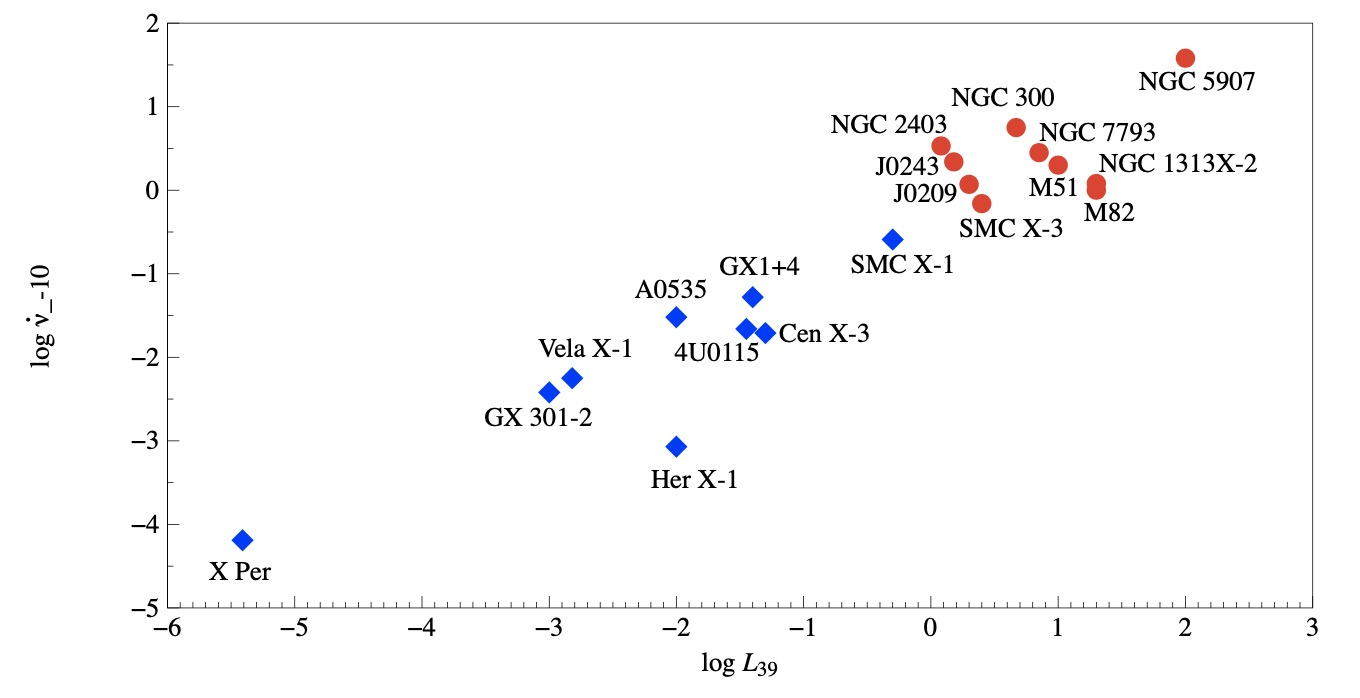 2
NGC 5907
NGC 300
1
NGC 2403
NGC 7793
J0243
NGC 1313X-2
0
J0209
M51
M82
SMC X-3
SMC X-1
−1
GX1+4
A0535
Cen X-3
−2
Vela X-1
4U0115
GX 301-2
−3
Her X-1
−4
X Per
−5
log ν̇_-10
−6 −5 −4 −3 −2 −1 0 1 2 3
log L₃₉